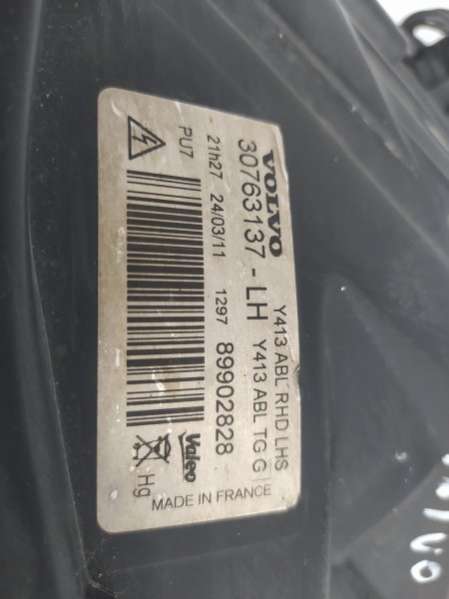 VOLVO
30763137 - LH
Y413 ABL RHD LHS
Y413 ABL TG G
PU7
21h27 24/03/11 1297 89902828
Valeo
Hg
MADE IN FRANCE